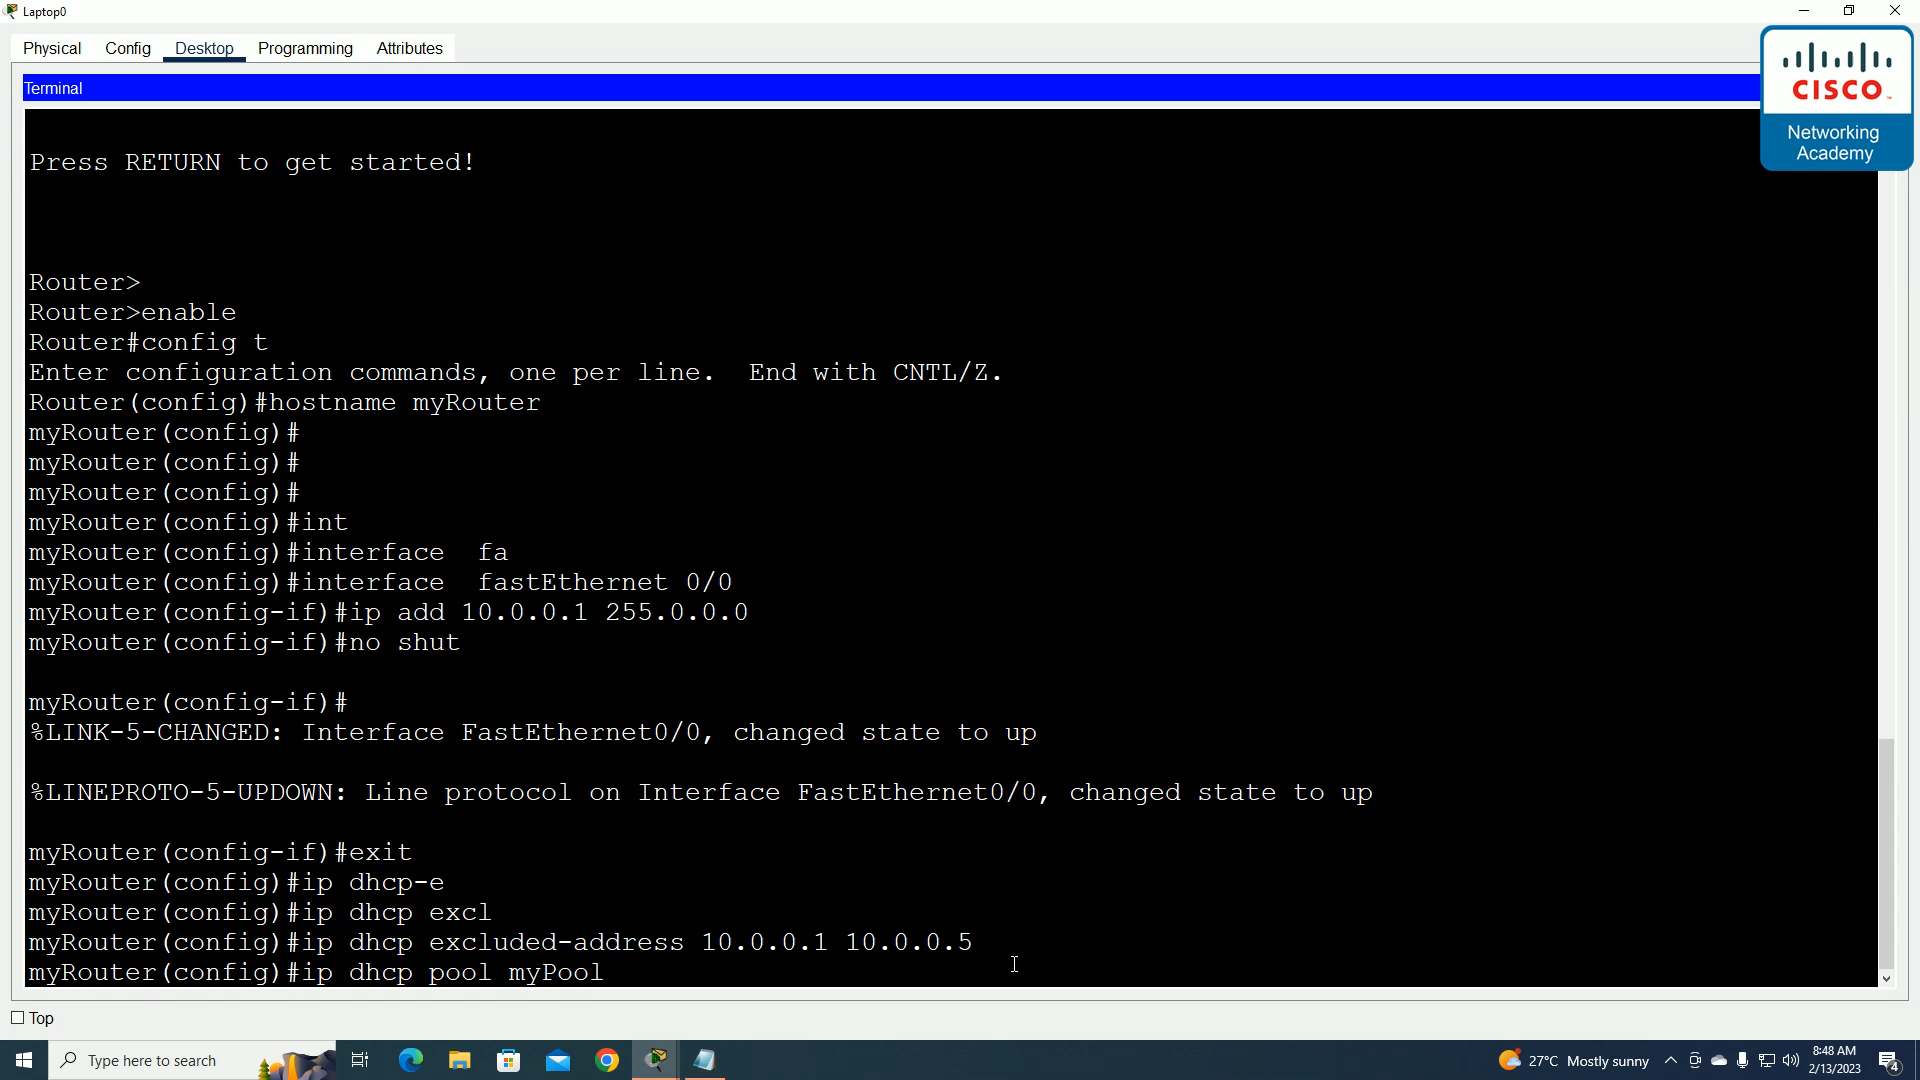 Laptop0
Physical Config Desktop Programming Attributes
Terminal
CISCO
Networking
Academy
Press RETURN to get started!
Router>
Router>enable
Router#config t
Enter configuration commands, one per line.  End with CNTL/Z.
Router(config)#hostname myRouter
myRouter(config)#
myRouter(config)#
myRouter(config)#
myRouter(config)#int
myRouter(config)#interface  fa
myRouter(config)#interface  fastEthernet 0/0
myRouter(config-if)#ip add 10.0.0.1 255.0.0.0
myRouter(config-if)#no shut
myRouter(config-if)#
%LINK-5-CHANGED: Interface FastEthernet0/0, changed state to up
%LINEPROTO-5-UPDOWN: Line protocol on Interface FastEthernet0/0, changed state to up
myRouter(config-if)#exit
myRouter(config)#ip dhcp-e
myRouter(config)#ip dhcp excl
myRouter(config)#ip dhcp excluded-address 10.0.0.1 10.0.0.5
myRouter(config)#ip dhcp pool myPool
Top
Type here to search
27°C Mostly sunny
8:48 AM
2/13/2023
4